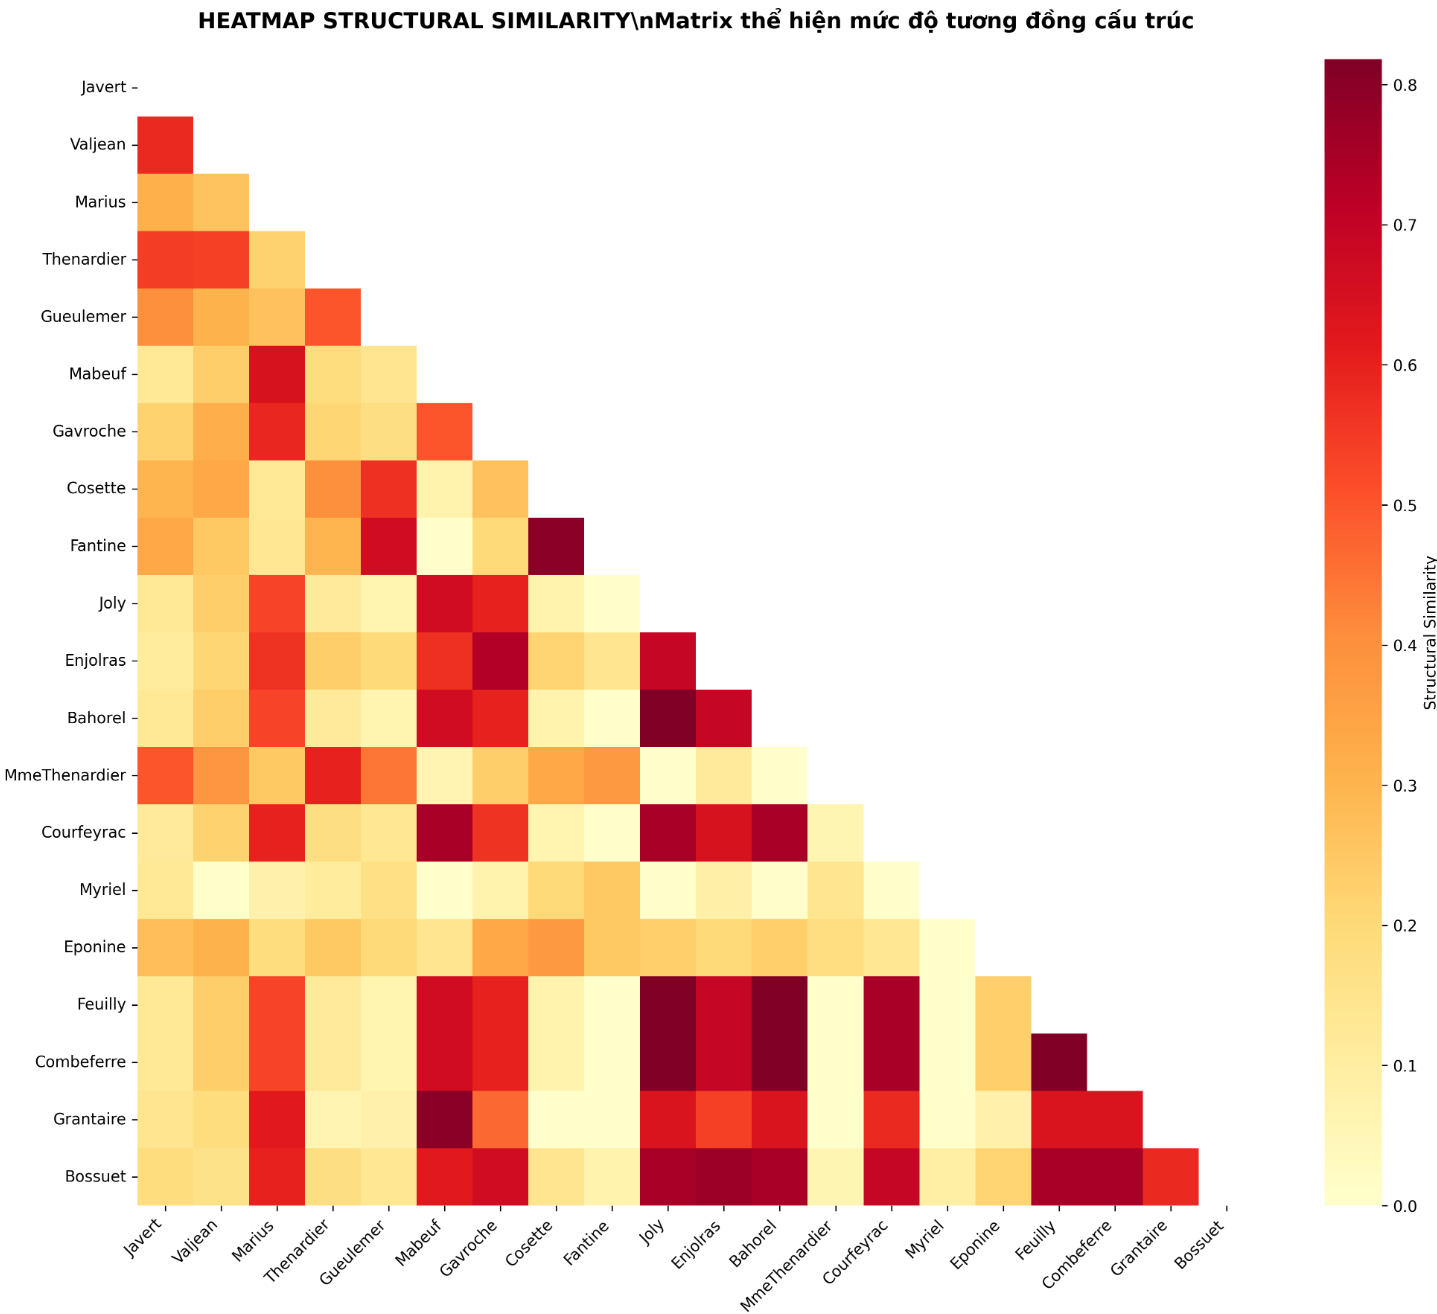 HEATMAP STRUCTURAL SIMILARITY\nMatrix thể hiện mức độ tương đồng cấu trúc
Javert
Valjean
Marius
Thenardier
Gueulemer
Mabeuf
Gavroche
Cosette
Fantine
Joly
Enjolras
Bahorel
MmeThenardier
Courfeyrac
Myriel
Eponine
Feuilly
Combeferre
Grantaire
Bossuet
Javert
Valjean
Marius
Thenardier
Gueulemer
Mabeuf
Gavroche
Cosette
Fantine
Joly
Enjolras
Bahorel
MmeThenardier
Courfeyrac
Myriel
Eponine
Feuilly
Combeferre
Grantaire
Bossuet
0.8
0.7
0.6
0.5
0.4
0.3
0.2
0.1
0.0
Structural Similarity